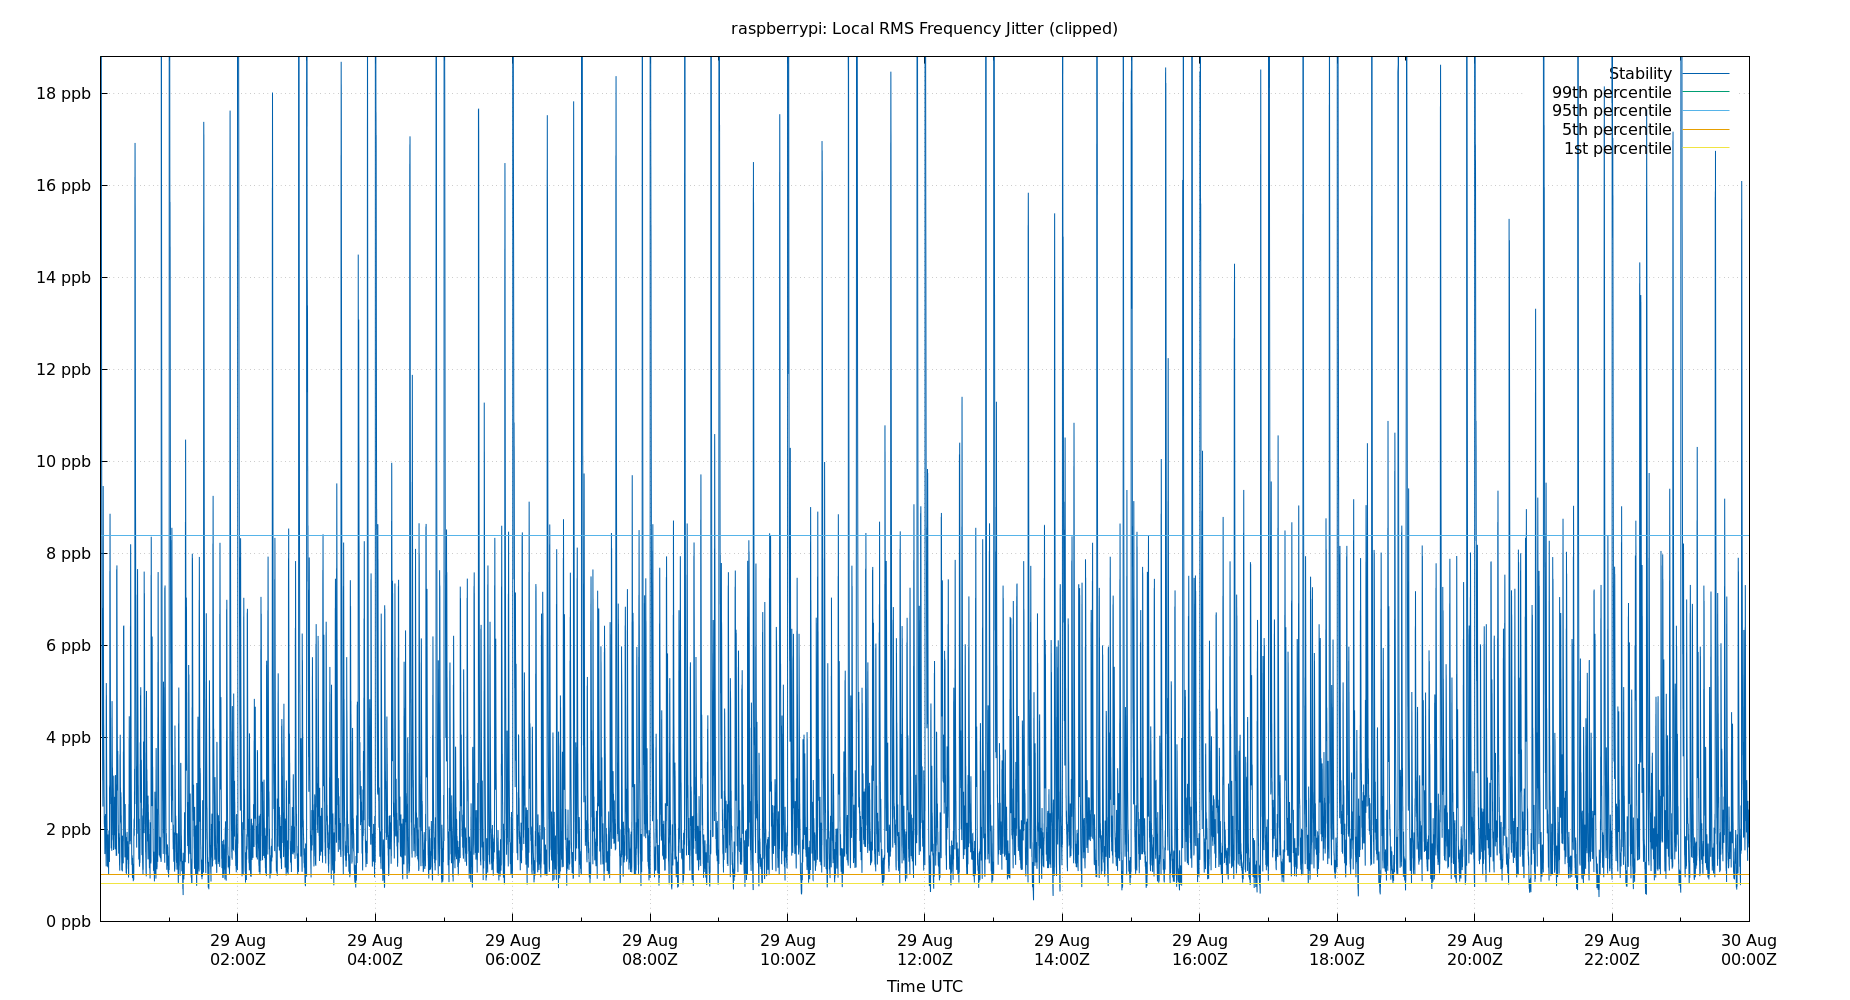 raspberrypi: Local RMS Frequency Jitter (clipped)
Stability
99th percentile
95th percentile
5th percentile
1st percentile
18 ppb
16 ppb
14 ppb
12 ppb
10 ppb
8 ppb
6 ppb
4 ppb
2 ppb
0 ppb
29 Aug 29 Aug 29 Aug 29 Aug 29 Aug 29 Aug 29 Aug 29 Aug 29 Aug 29 Aug 29 Aug 30 Aug
02:00Z 04:00Z 06:00Z 08:00Z 10:00Z 12:00Z 14:00Z 16:00Z 18:00Z 20:00Z 22:00Z 00:00Z
Time UTC